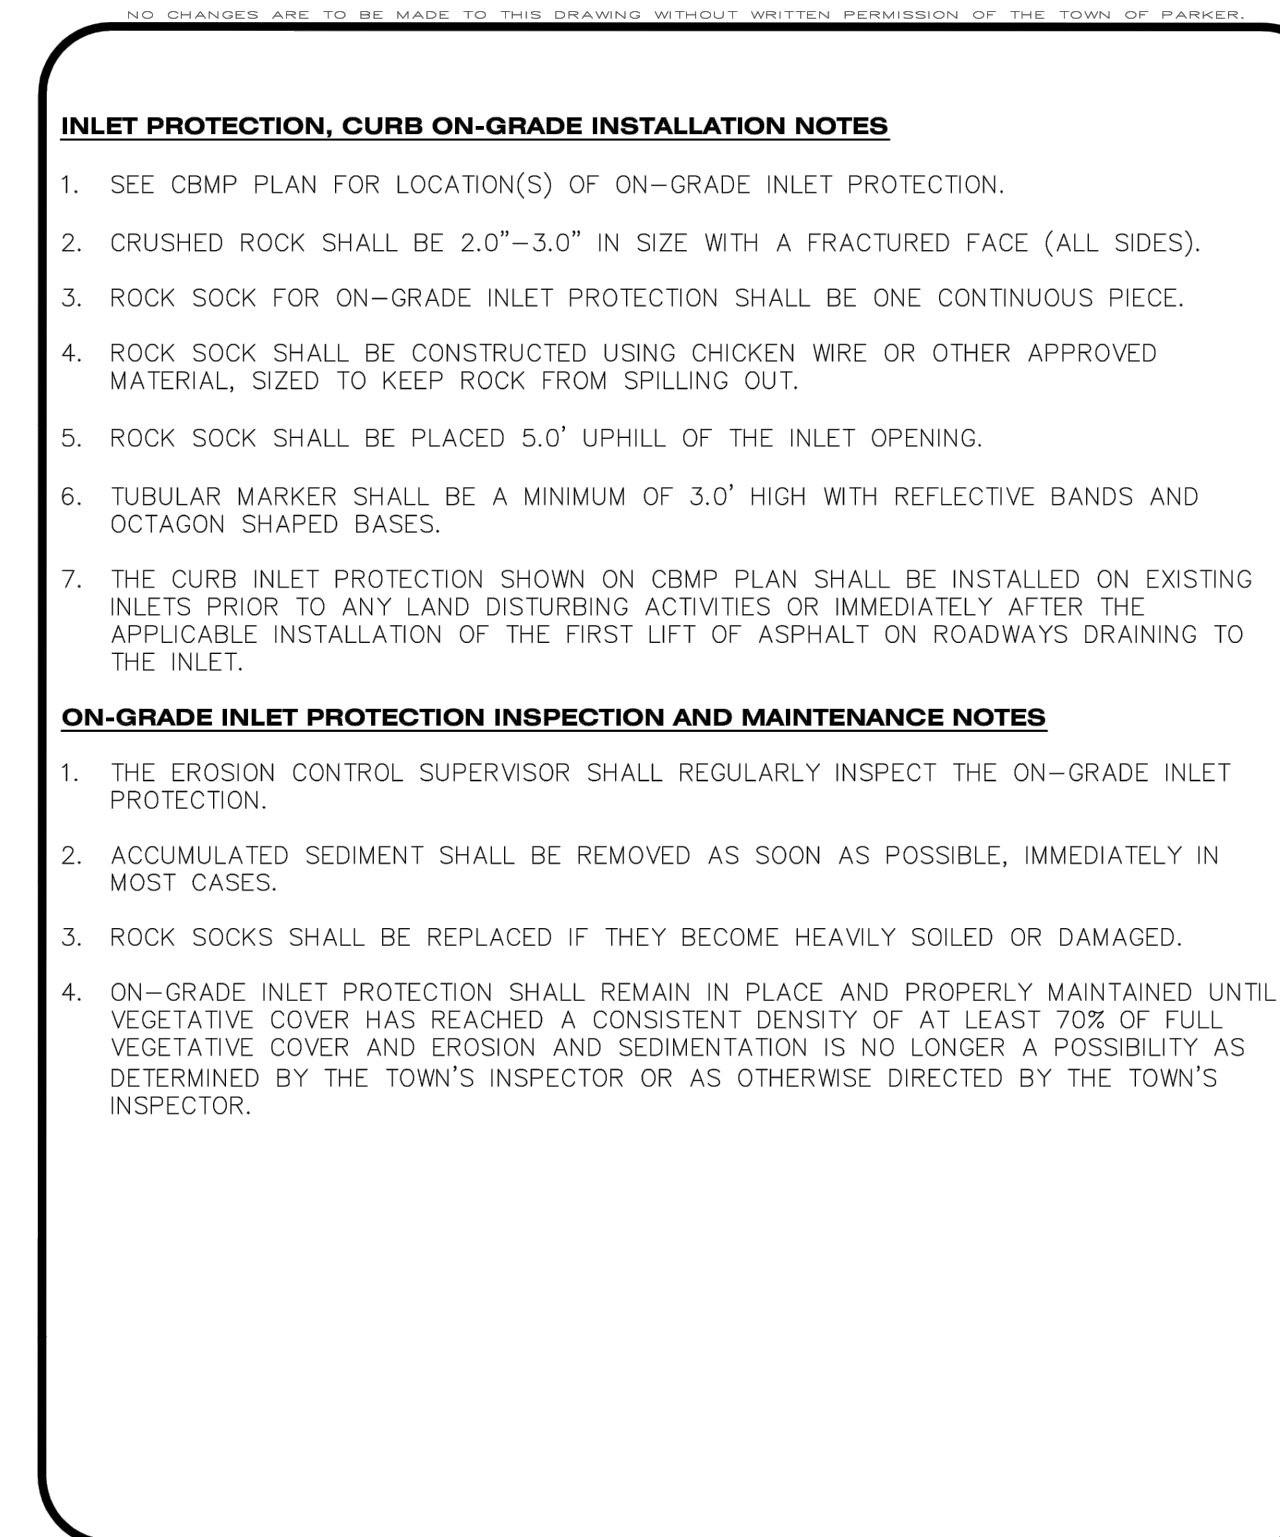 NO CHANGES ARE TO BE MADE TO THIS DRAWING WITHOUT WRITTEN PERMISSION OF THE TOWN OF PARKER.
INLET PROTECTION, CURB ON-GRADE INSTALLATION NOTES
1. SEE CBMP PLAN FOR LOCATION(S) OF ON–GRADE INLET PROTECTION.
2. CRUSHED ROCK SHALL BE 2.0”–3.0” IN SIZE WITH A FRACTURED FACE (ALL SIDES).
3. ROCK SOCK FOR ON–GRADE INLET PROTECTION SHALL BE ONE CONTINUOUS PIECE.
4. ROCK SOCK SHALL BE CONSTRUCTED USING CHICKEN WIRE OR OTHER APPROVED
MATERIAL, SIZED TO KEEP ROCK FROM SPILLING OUT.
5. ROCK SOCK SHALL BE PLACED 5.0’ UPHILL OF THE INLET OPENING.
6. TUBULAR MARKER SHALL BE A MINIMUM OF 3.0’ HIGH WITH REFLECTIVE BANDS AND
OCTAGON SHAPED BASES.
7. THE CURB INLET PROTECTION SHOWN ON CBMP PLAN SHALL BE INSTALLED ON EXISTING
INLETS PRIOR TO ANY LAND DISTURBING ACTIVITIES OR IMMEDIATELY AFTER THE
APPLICABLE INSTALLATION OF THE FIRST LIFT OF ASPHALT ON ROADWAYS DRAINING TO
THE INLET.
ON-GRADE INLET PROTECTION INSPECTION AND MAINTENANCE NOTES
1. THE EROSION CONTROL SUPERVISOR SHALL REGULARLY INSPECT THE ON–GRADE INLET
PROTECTION.
2. ACCUMULATED SEDIMENT SHALL BE REMOVED AS SOON AS POSSIBLE, IMMEDIATELY IN
MOST CASES.
3. ROCK SOCKS SHALL BE REPLACED IF THEY BECOME HEAVILY SOILED OR DAMAGED.
4. ON–GRADE INLET PROTECTION SHALL REMAIN IN PLACE AND PROPERLY MAINTAINED UNTIL
VEGETATIVE COVER HAS REACHED A CONSISTENT DENSITY OF AT LEAST 70% OF FULL
VEGETATIVE COVER AND EROSION AND SEDIMENTATION IS NO LONGER A POSSIBILITY AS
DETERMINED BY THE TOWN’S INSPECTOR OR AS OTHERWISE DIRECTED BY THE TOWN’S
INSPECTOR.